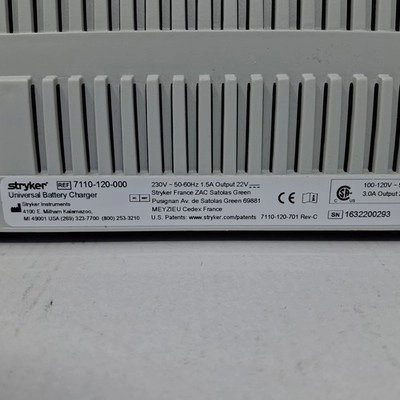 stryker REF 7110-120-000
Universal Battery Charger
Stryker Instruments
4100 E. Milham Kalamazoo,
MI 49001 USA (269) 323-7700 (800) 253-3210
230V ~ 50-60Hz 1.5A Output 22V
Stryker France ZAC Satolas Green
Pusignan Av. de Satolas Green 69881
MEYZIEU Cedex France
U.S. Patents: www.stryker/patents 7110-120-701 Rev-C
100-120V ~
3.0A Output
SN 1632200293